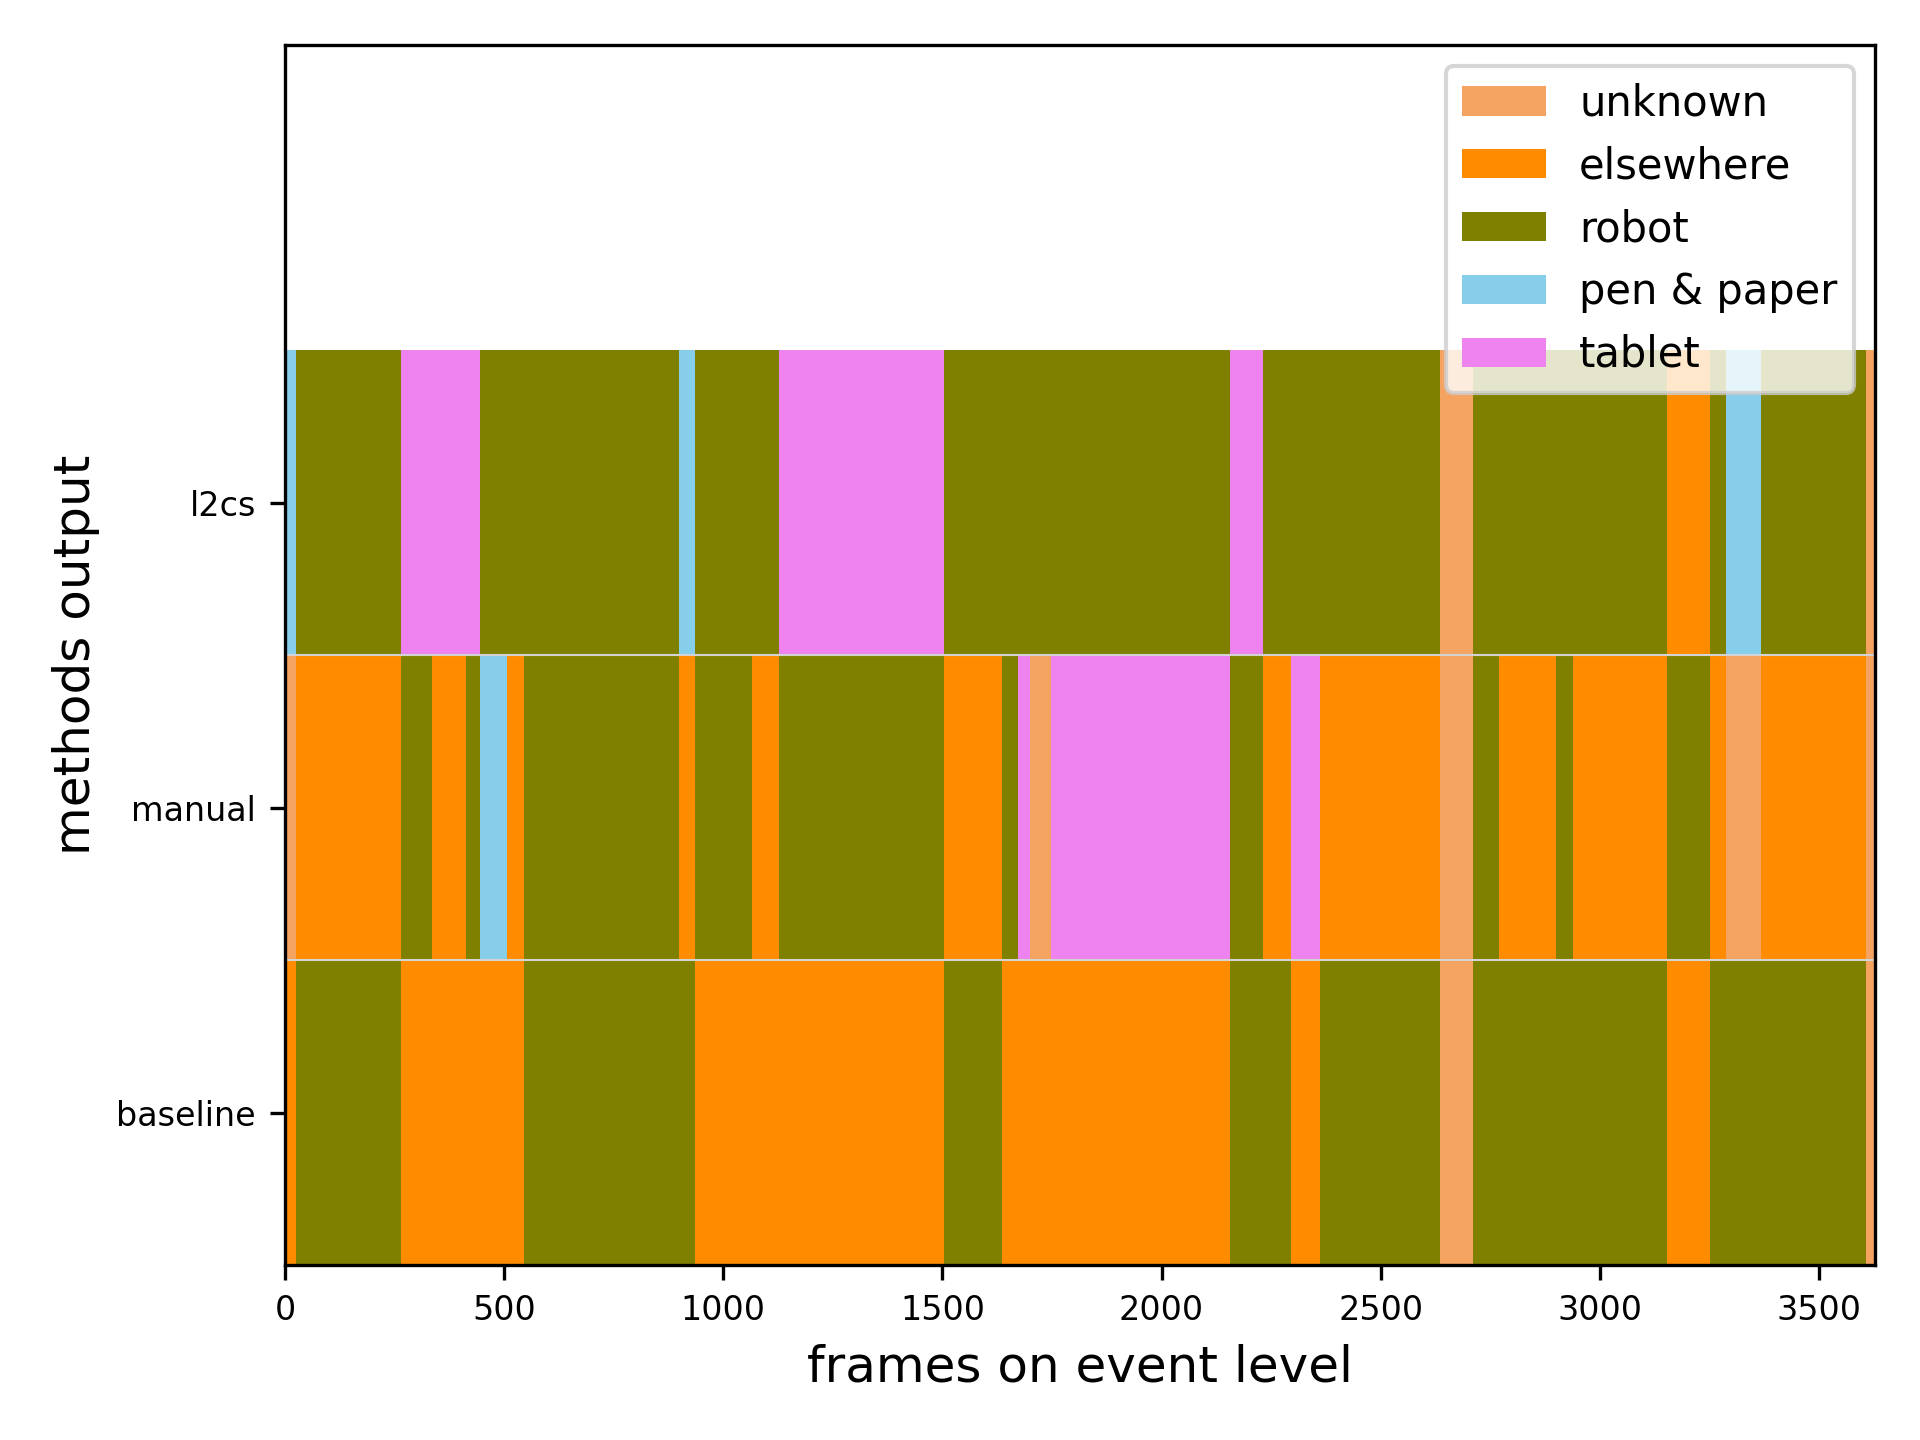 unknown
elsewhere
robot
pen & paper
tablet
methods output
l2cs
manual
baseline
0 500 1000 1500 2000 2500 3000 3500
frames on event level